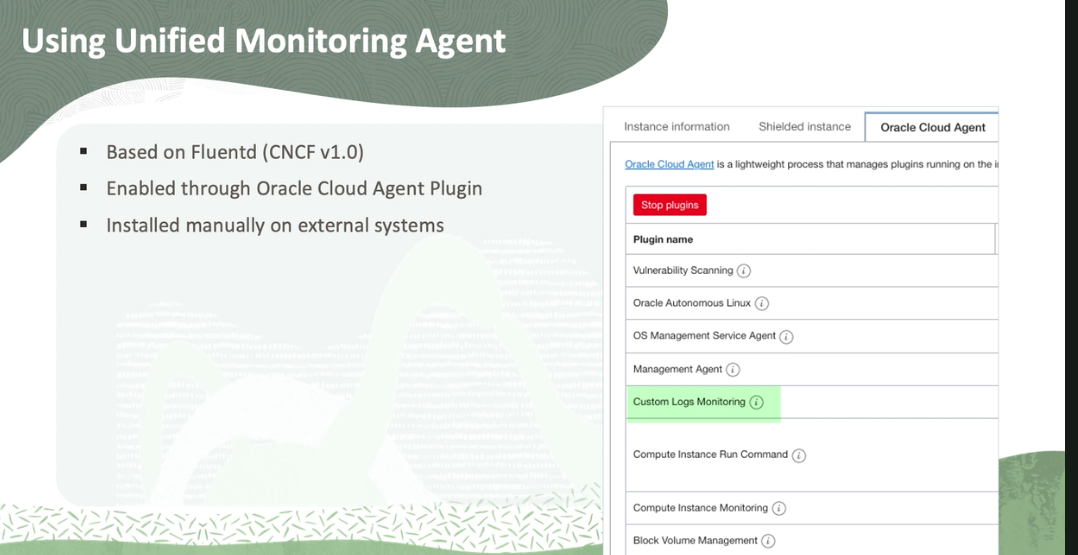 Using Unified Monitoring Agent
▪ Based on Fluentd (CNCF v1.0)
▪ Enabled through Oracle Cloud Agent Plugin
▪ Installed manually on external systems
Instance information Shielded instance Oracle Cloud Agent
Oracle Cloud Agent is a lightweight process that manages plugins running on the
Stop plugins
Plugin name
Vulnerability Scanning i
Oracle Autonomous Linux i
OS Management Service Agent i
Management Agent i
Custom Logs Monitoring i
Compute Instance Run Command i
Compute Instance Monitoring i
Block Volume Management i